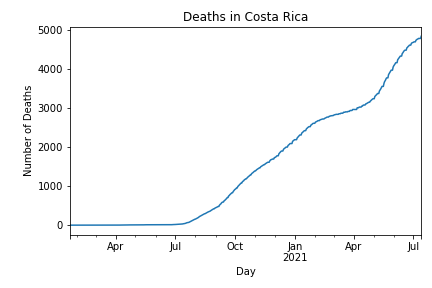 Deaths in Costa Rica
5000
4000
3000
2000
1000
0
Number of Deaths
Apr Jul Oct Jan Apr Jul
2021
Day